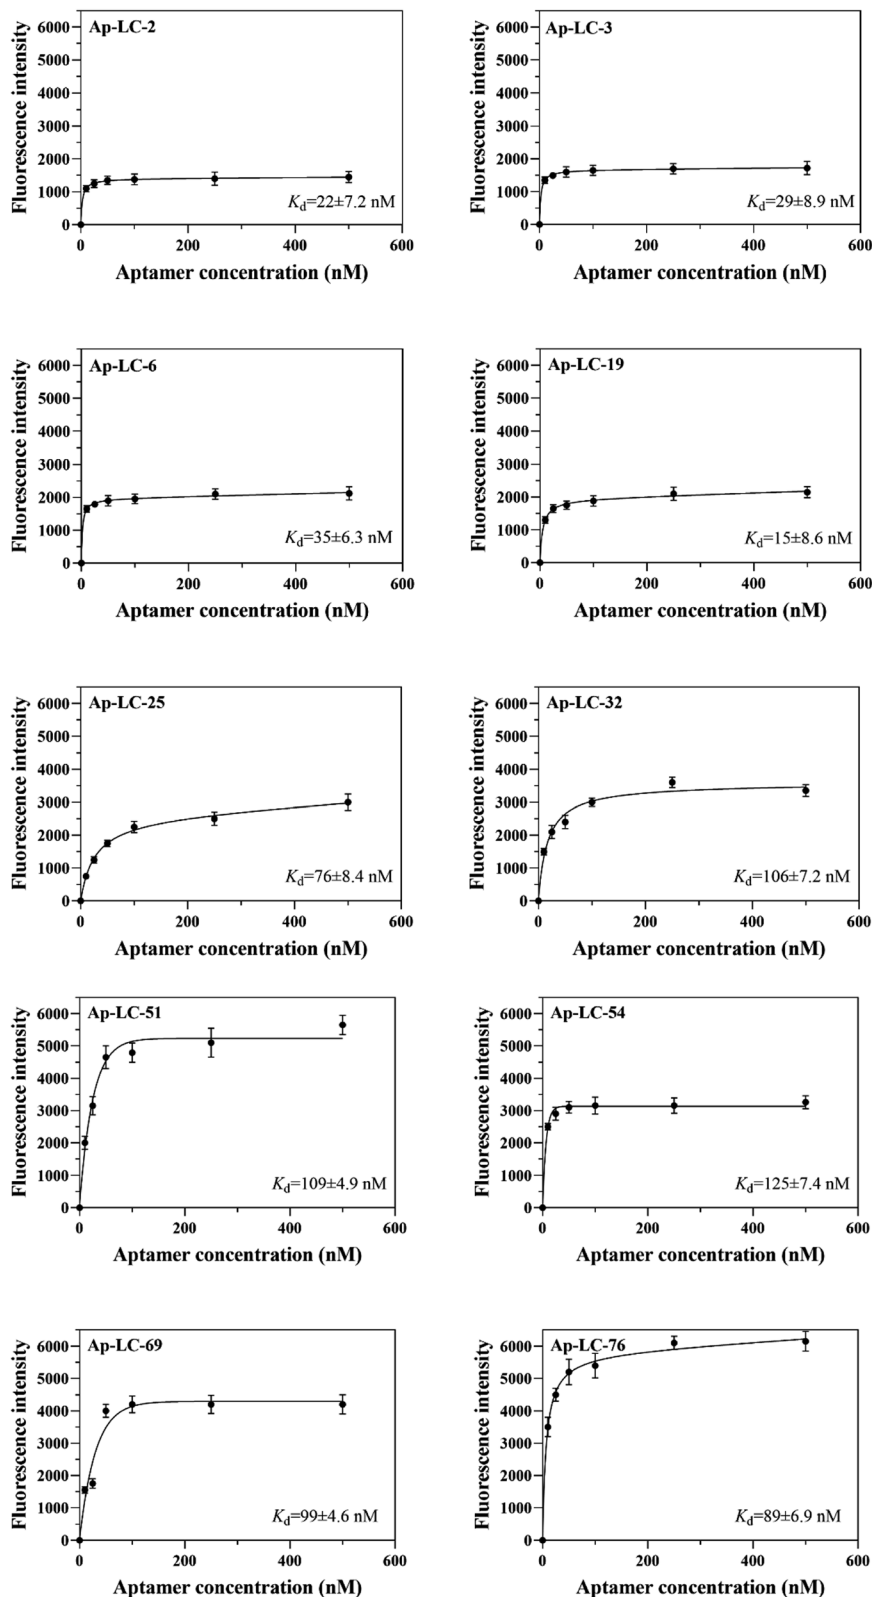 Ap-LC-2
Fluorescence intensity
6000
5000
4000
3000
2000
1000
0
Kd=22±7.2 nM
0 200 400 600
Aptamer concentration (nM)
Ap-LC-3
Fluorescence intensity
6000
5000
4000
3000
2000
1000
0
Kd=29±8.9 nM
0 200 400 600
Aptamer concentration (nM)
Ap-LC-6
Fluorescence intensity
6000
5000
4000
3000
2000
1000
0
Kd=35±6.3 nM
0 200 400 600
Aptamer concentration (nM)
Ap-LC-19
Fluorescence intensity
6000
5000
4000
3000
2000
1000
0
Kd=15±8.6 nM
0 200 400 600
Aptamer concentration (nM)
Ap-LC-25
Fluorescence intensity
6000
5000
4000
3000
2000
1000
0
Kd=76±8.4 nM
0 200 400 600
Aptamer concentration (nM)
Ap-LC-32
Fluorescence intensity
6000
5000
4000
3000
2000
1000
0
Kd=106±7.2 nM
0 200 400 600
Aptamer concentration (nM)
Ap-LC-51
Fluorescence intensity
6000
5000
4000
3000
2000
1000
0
Kd=109±4.9 nM
0 200 400 600
Aptamer concentration (nM)
Ap-LC-54
Fluorescence intensity
6000
5000
4000
3000
2000
1000
0
Kd=125±7.4 nM
0 200 400 600
Aptamer concentration (nM)
Ap-LC-69
Fluorescence intensity
6000
5000
4000
3000
2000
1000
0
Kd=99±4.6 nM
0 200 400 600
Aptamer concentration (nM)
Ap-LC-76
Fluorescence intensity
6000
5000
4000
3000
2000
1000
0
Kd=89±6.9 nM
0 200 400 600
Aptamer concentration (nM)